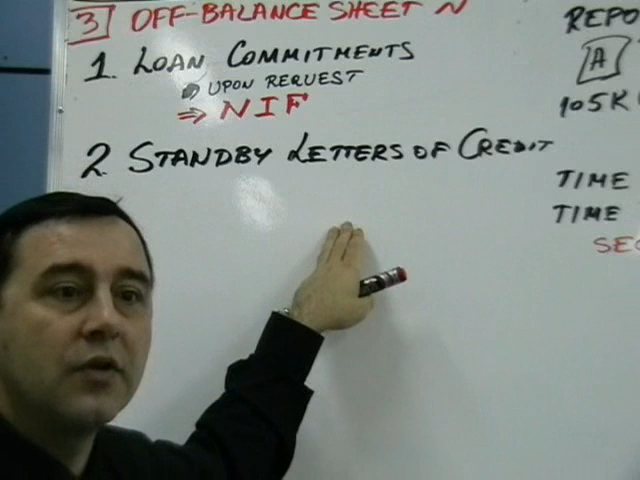 3] OFF-BALANCE SHEET N
1. LOAN COMMITMENTS
UPON REQUEST
⇒ NIF
2. STANDBY LETTERS OF CREDIT
REPO
A
105K
TIME
TIME
SEC